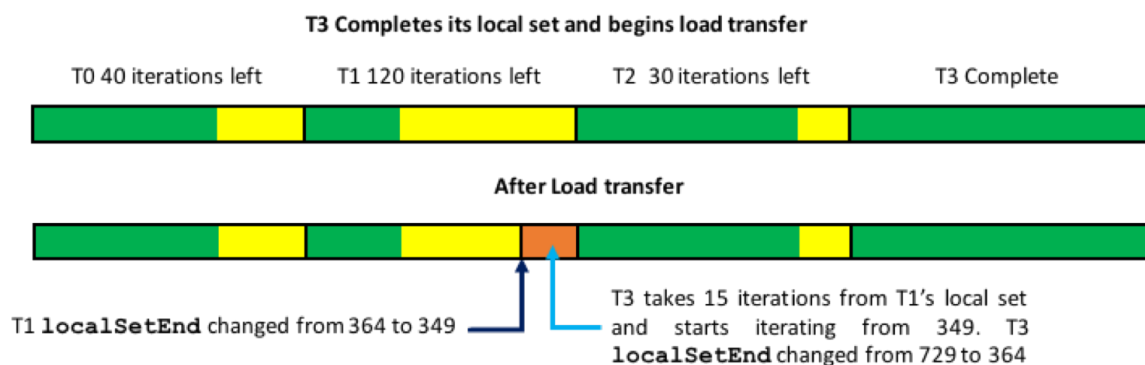 T3 Completes its local set and begins load transfer
T0 40 iterations left
T1 120 iterations left
T2 30 iterations left
T3 Complete
After Load transfer
T1 localSetEnd changed from 364 to 349
T3 takes 15 iterations from T1's local set
and starts iterating from 349. T3
localSetEnd changed from 729 to 364